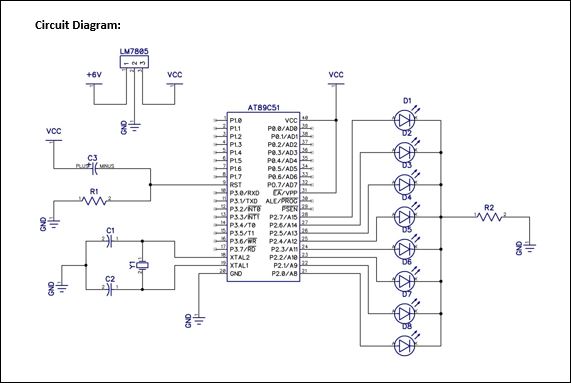 Circuit Diagram:
LM7805
1 2 3
+6V
VCC
GND
VCC
AT89C51
D1
VCC
C3
PLUS MINUS
R1
1 2
GND
1 P1.0 VCC 40
2 P1.1 P0.0/AD0 39
3 P1.2 P0.1/AD1 38
4 P1.3 P0.2/AD2 37
5 P1.4 P0.3/AD3 36
6 P1.5 P0.4/AD4 35
7 P1.6 P0.5/AD5 34
8 P1.7 P0.6/AD6 33
9 RST P0.7/AD7 32
10 P3.0/RXD EA/VPP 31
11 P3.1/TXD ALE/PROG 30
12 P3.2/INT0 PSEN 29
13 P3.3/INT1 P2.7/A15 28
14 P3.4/T0 P2.6/A14 27
15 P3.5/T1 P2.5/A13 26
16 P3.6/WR P2.4/A12 25
17 P3.7/RD P2.3/A11 24
18 XTAL2 P2.2/A10 23
19 XTAL1 P2.1/A9 22
20 GND P2.0/A8 21
D2
D3
D4
D5
D6
D7
D8
R2
1 2
GND
C1
2 1
Y1
C2
2 1
GND
GND